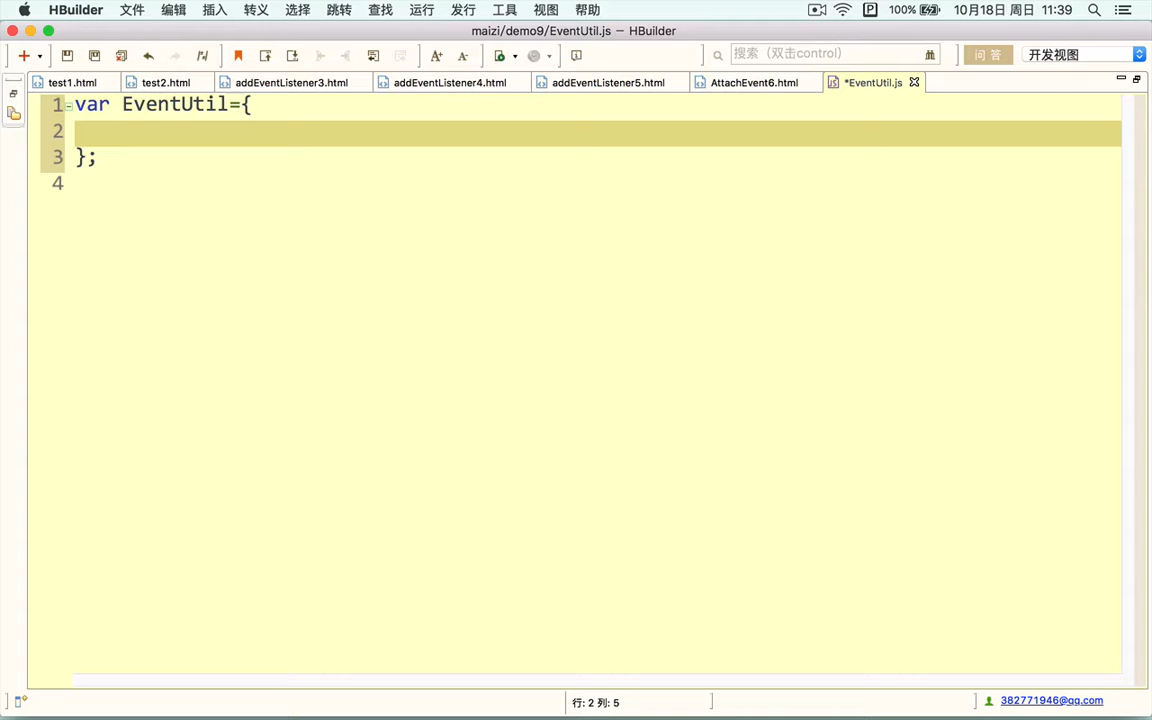 HBuilder 文件 编辑 插入 转义 选择 跳转 查找 运行 发行 工具 视图 帮助 100% 10月18日 周日 11:39
maizi/demo9/EventUtil.js — HBuilder
搜索（双击control） 问 答 开发视图
test1.html test2.html addEventListener3.html addEventListener4.html addEventListener5.html AttachEvent6.html *EventUtil.js
1 var EventUtil={
2
3 };
4
行: 2 列: 5 382771946@qq.com